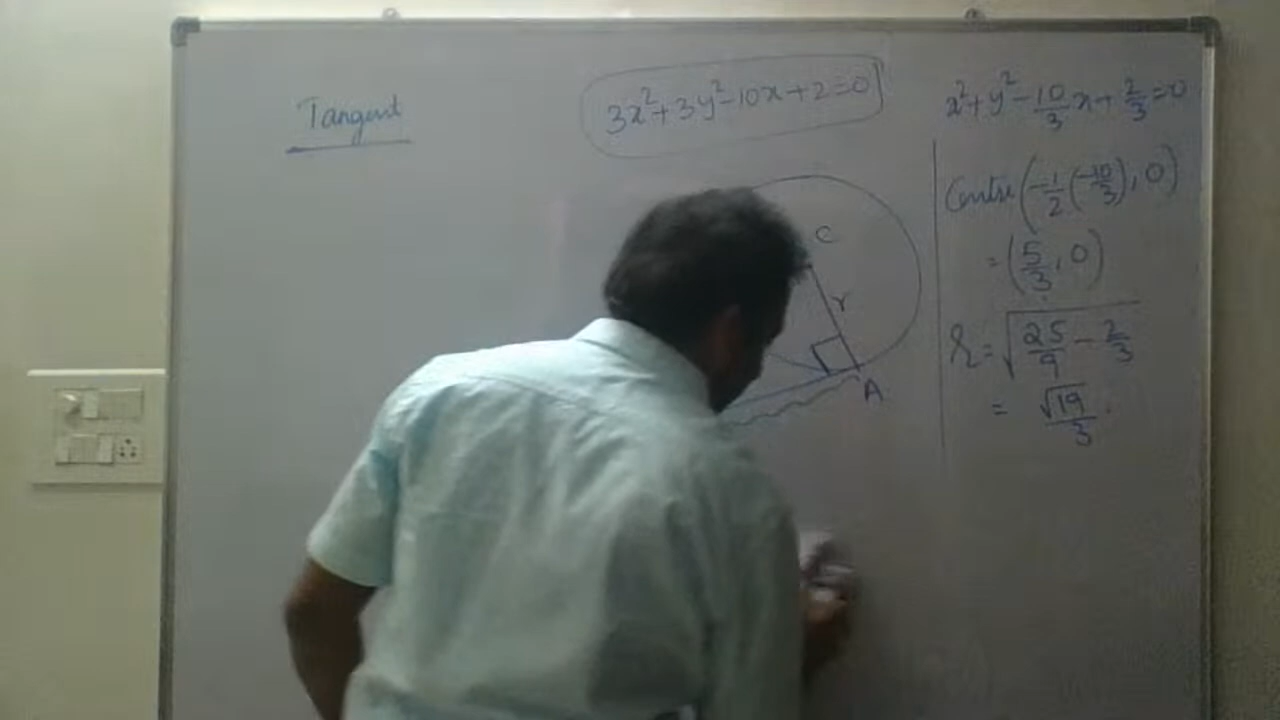 Tangent
3x²+3y²-10x+2=0
x²+y²-10/3x+2/3=0
Centre(-1/2(-10/3),0)
=(5/3,0)
r=√(25/9-2/3)
=√19/3.
C
r
A